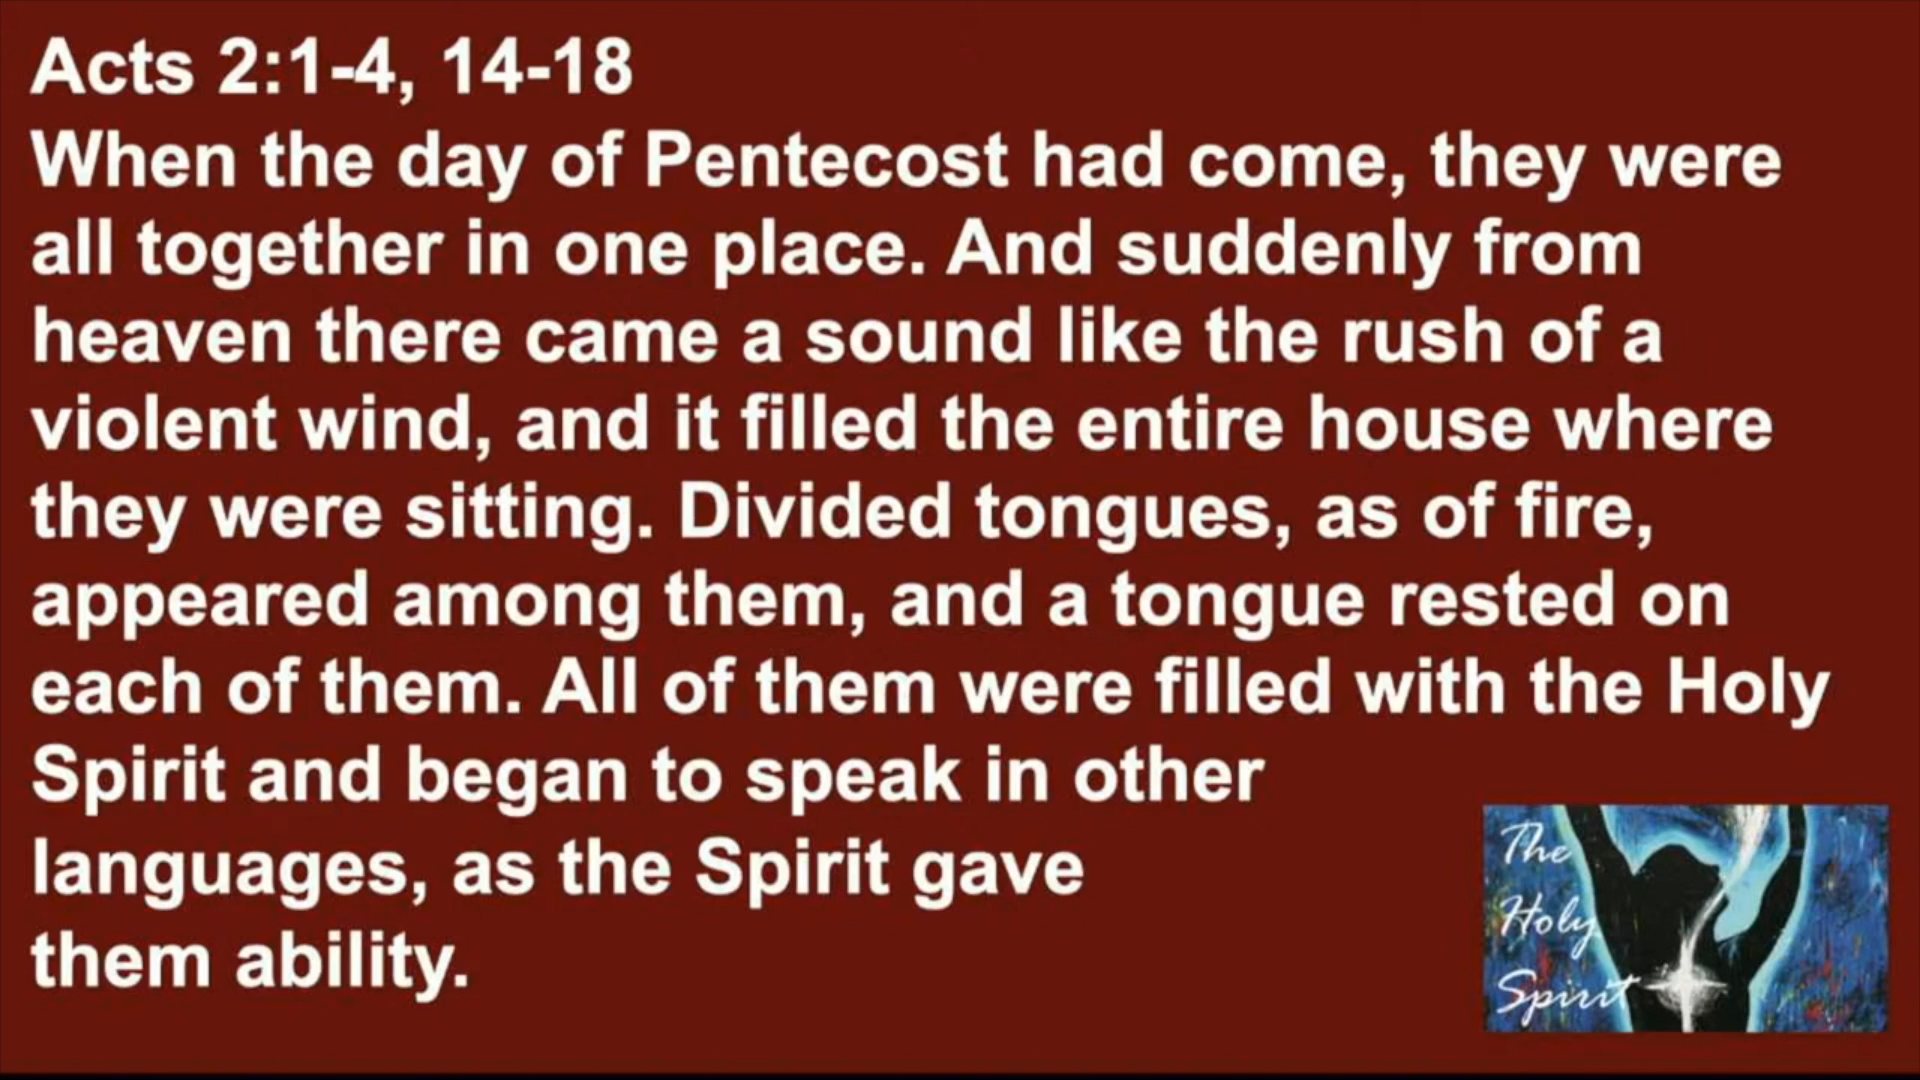 Acts 2:1-4, 14-18
When the day of Pentecost had come, they were
all together in one place. And suddenly from
heaven there came a sound like the rush of a
violent wind, and it filled the entire house where
they were sitting. Divided tongues, as of fire,
appeared among them, and a tongue rested on
each of them. All of them were filled with the Holy
Spirit and began to speak in other
languages, as the Spirit gave
them ability.
The
Holy
Spirit